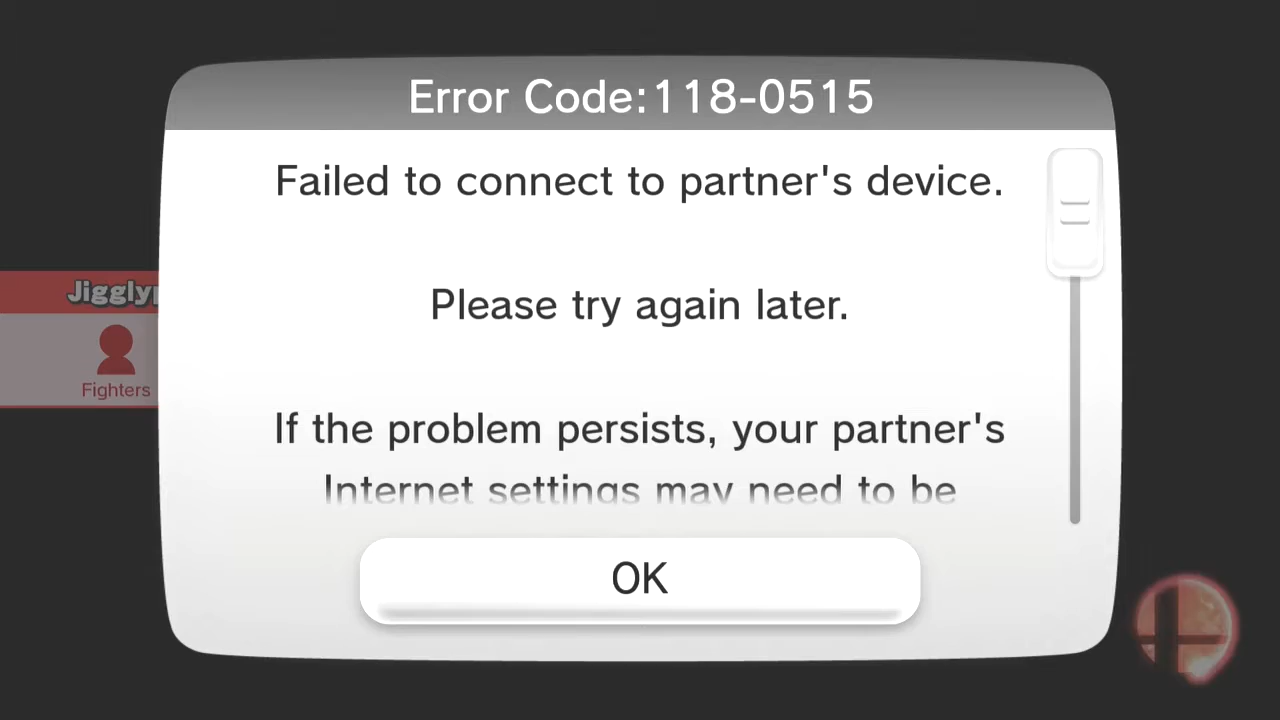 Error Code:118-0515
Failed to connect to partner's device.
Please try again later.
If the problem persists, your partner's
Internet settings may need to be
Fighters
OK